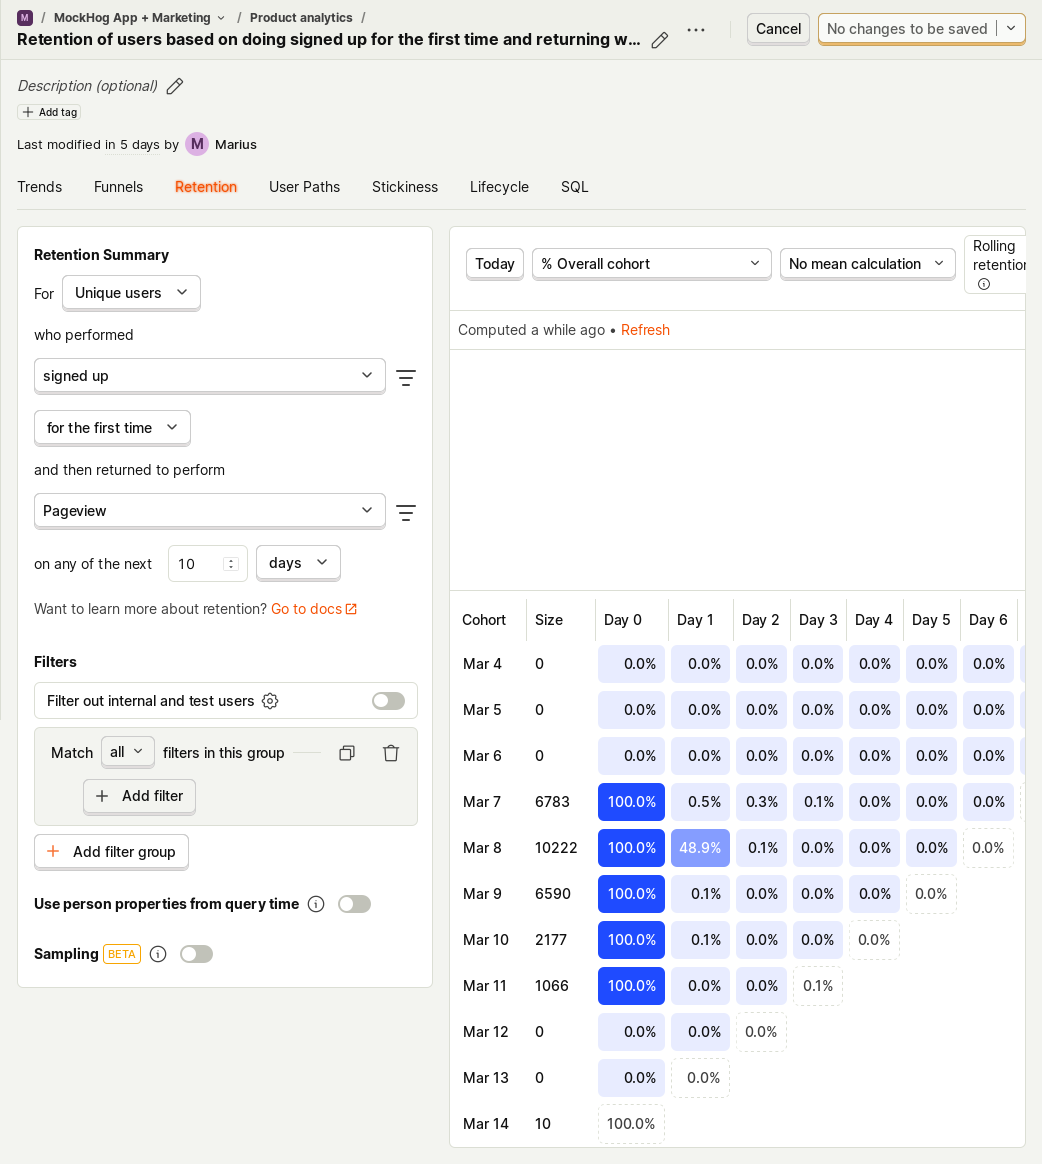 M / MockHog App + Marketing / Product analytics /
Retention of users based on doing signed up for the first time and returning w...
Cancel
No changes to be saved
Description (optional)
Add tag
Last modified in 5 days by M Marius
Trends Funnels Retention User Paths Stickiness Lifecycle SQL
Retention Summary
For Unique users
who performed
signed up
for the first time
and then returned to perform
Pageview
on any of the next 10 days
Want to learn more about retention? Go to docs
Filters
Filter out internal and test users
Match all filters in this group
Add filter
Add filter group
Use person properties from query time
Sampling BETA
Today % Overall cohort No mean calculation
Rolling
retention
Computed a while ago • Refresh
Cohort Size Day 0 Day 1 Day 2 Day 3 Day 4 Day 5 Day 6
Mar 4 0 0.0% 0.0% 0.0% 0.0% 0.0% 0.0% 0.0%
Mar 5 0 0.0% 0.0% 0.0% 0.0% 0.0% 0.0% 0.0%
Mar 6 0 0.0% 0.0% 0.0% 0.0% 0.0% 0.0% 0.0%
Mar 7 6783 100.0% 0.5% 0.3% 0.1% 0.0% 0.0% 0.0%
Mar 8 10222 100.0% 48.9% 0.1% 0.0% 0.0% 0.0% 0.0%
Mar 9 6590 100.0% 0.1% 0.0% 0.0% 0.0% 0.0%
Mar 10 2177 100.0% 0.1% 0.0% 0.0% 0.0%
Mar 11 1066 100.0% 0.0% 0.0% 0.1%
Mar 12 0 0.0% 0.0% 0.0%
Mar 13 0 0.0% 0.0%
Mar 14 10 100.0%